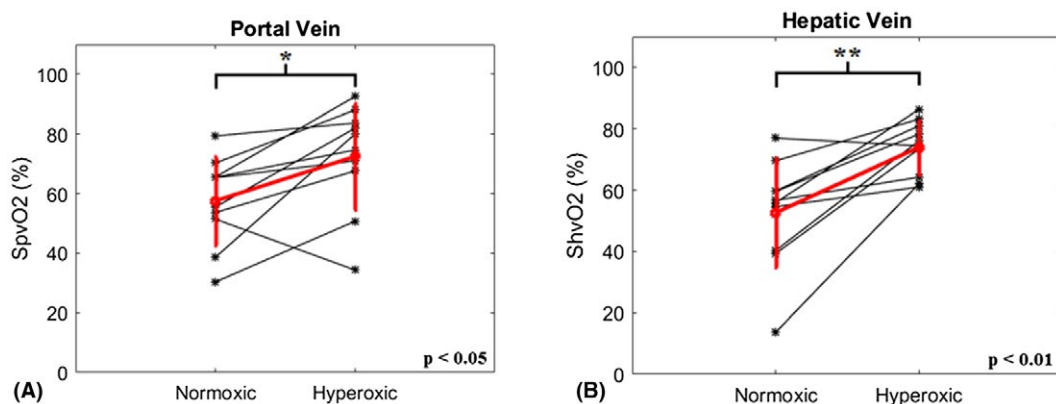 Portal Vein
*
100
80
60
40
20
0
SpvO2 (%)
Normoxic Hyperoxic
p < 0.05
(A)
Hepatic Vein
**
100
80
60
40
20
0
ShvO2 (%)
Normoxic Hyperoxic
p < 0.01
(B)